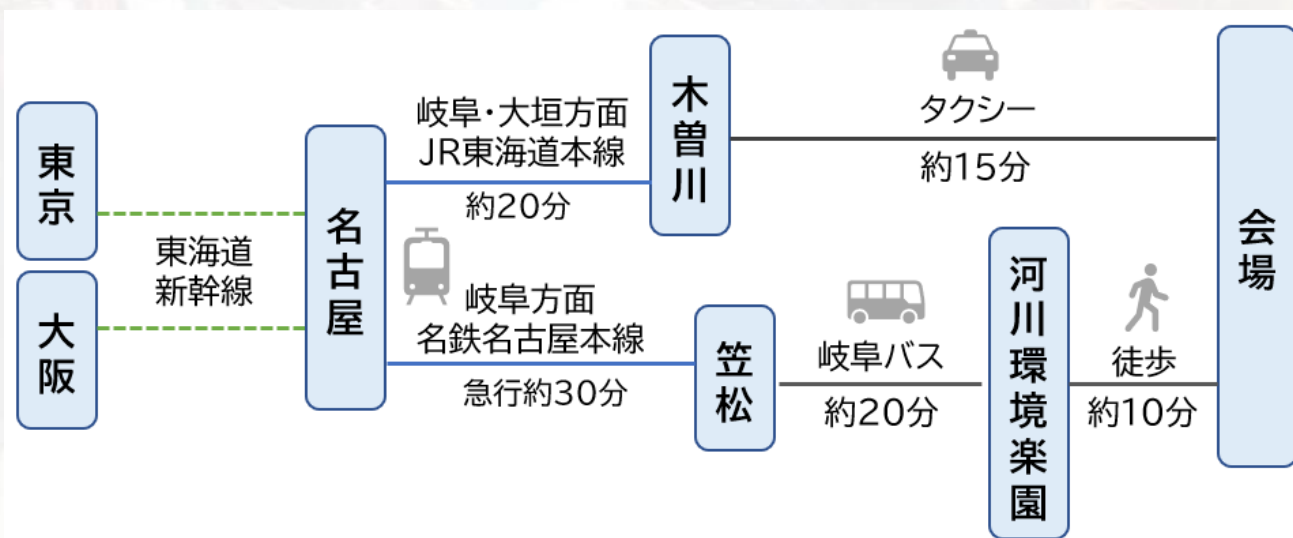 東京
大阪
東海道
新幹線
名古屋
岐阜・大垣方面
JR東海道本線
約20分
木曽川
タクシー
約15分
岐阜方面
名鉄名古屋本線
急行約30分
笠松
岐阜バス
約20分
河川環境楽園
徒歩
約10分
会場